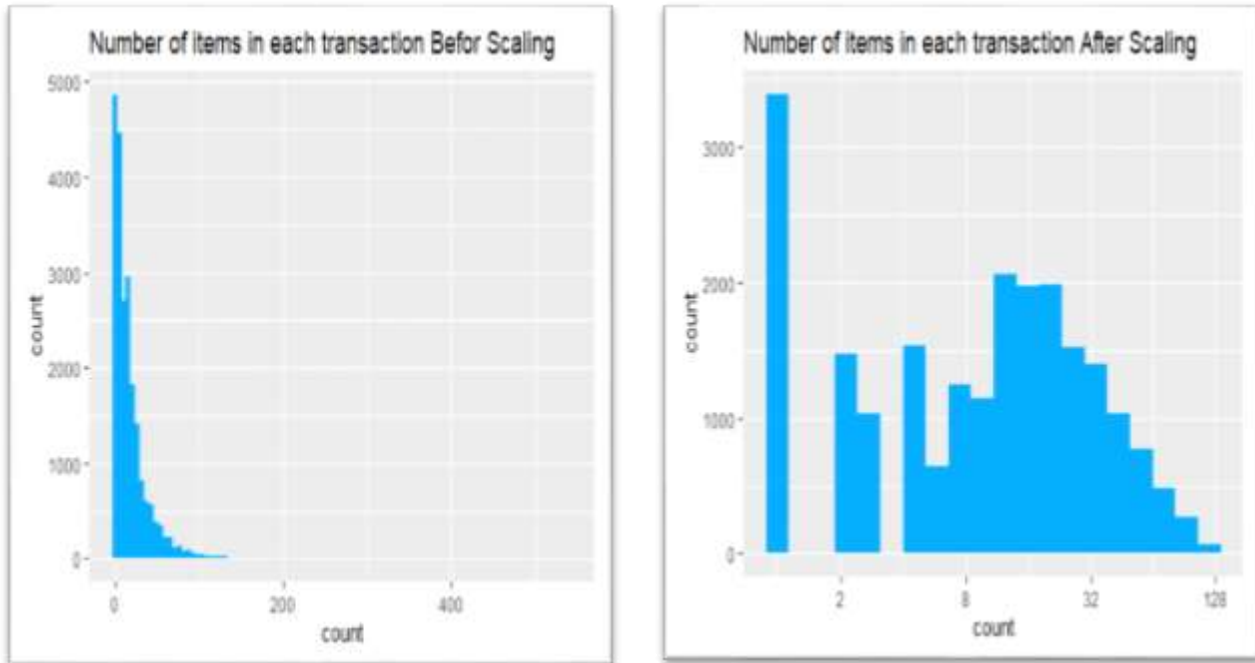 Number of items in each transaction Befor Scaling
5000
4000
3000
2000
1000
0
count
0 200 400
count
Number of items in each transaction After Scaling
3000
2000
1000
0
count
2 8 32 128
count